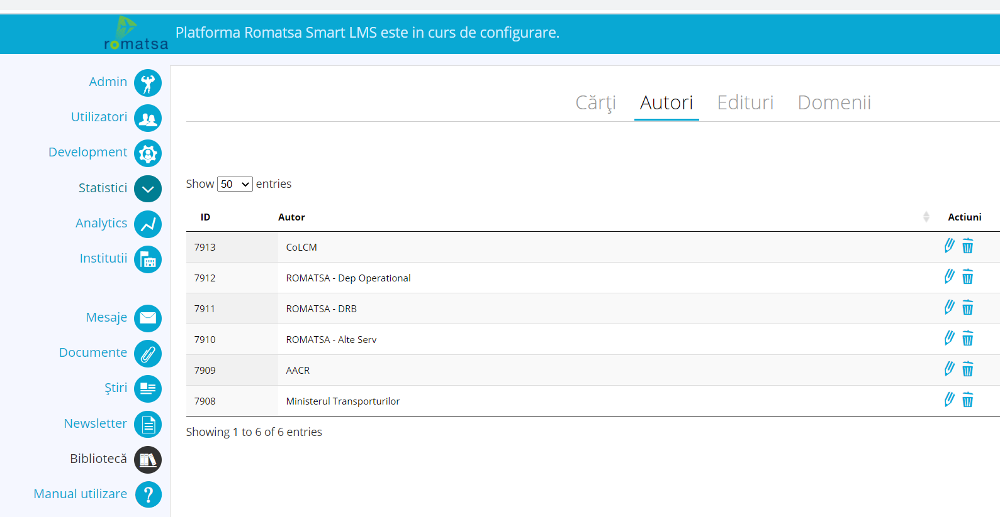 romatsa
Platforma Romatsa Smart LMS este in curs de configurare.
Admin
Utilizatori
Development
Statistici
Analytics
Institutii
Mesaje
Documente
Ştiri
Newsletter
Bibliotecă
Manual utilizare
Cărţi Autori Edituri Domenii
Show 50 entries
ID Autor Actiuni
7913 CoLCM
7912 ROMATSA - Dep Operational
7911 ROMATSA - DRB
7910 ROMATSA - Alte Serv
7909 AACR
7908 Ministerul Transporturilor
Showing 1 to 6 of 6 entries